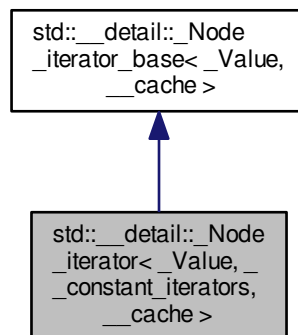 std::__detail::_Node
_iterator_base< _Value,
__cache >
std::__detail::_Node
_iterator< _Value, _
_constant_iterators,
__cache >